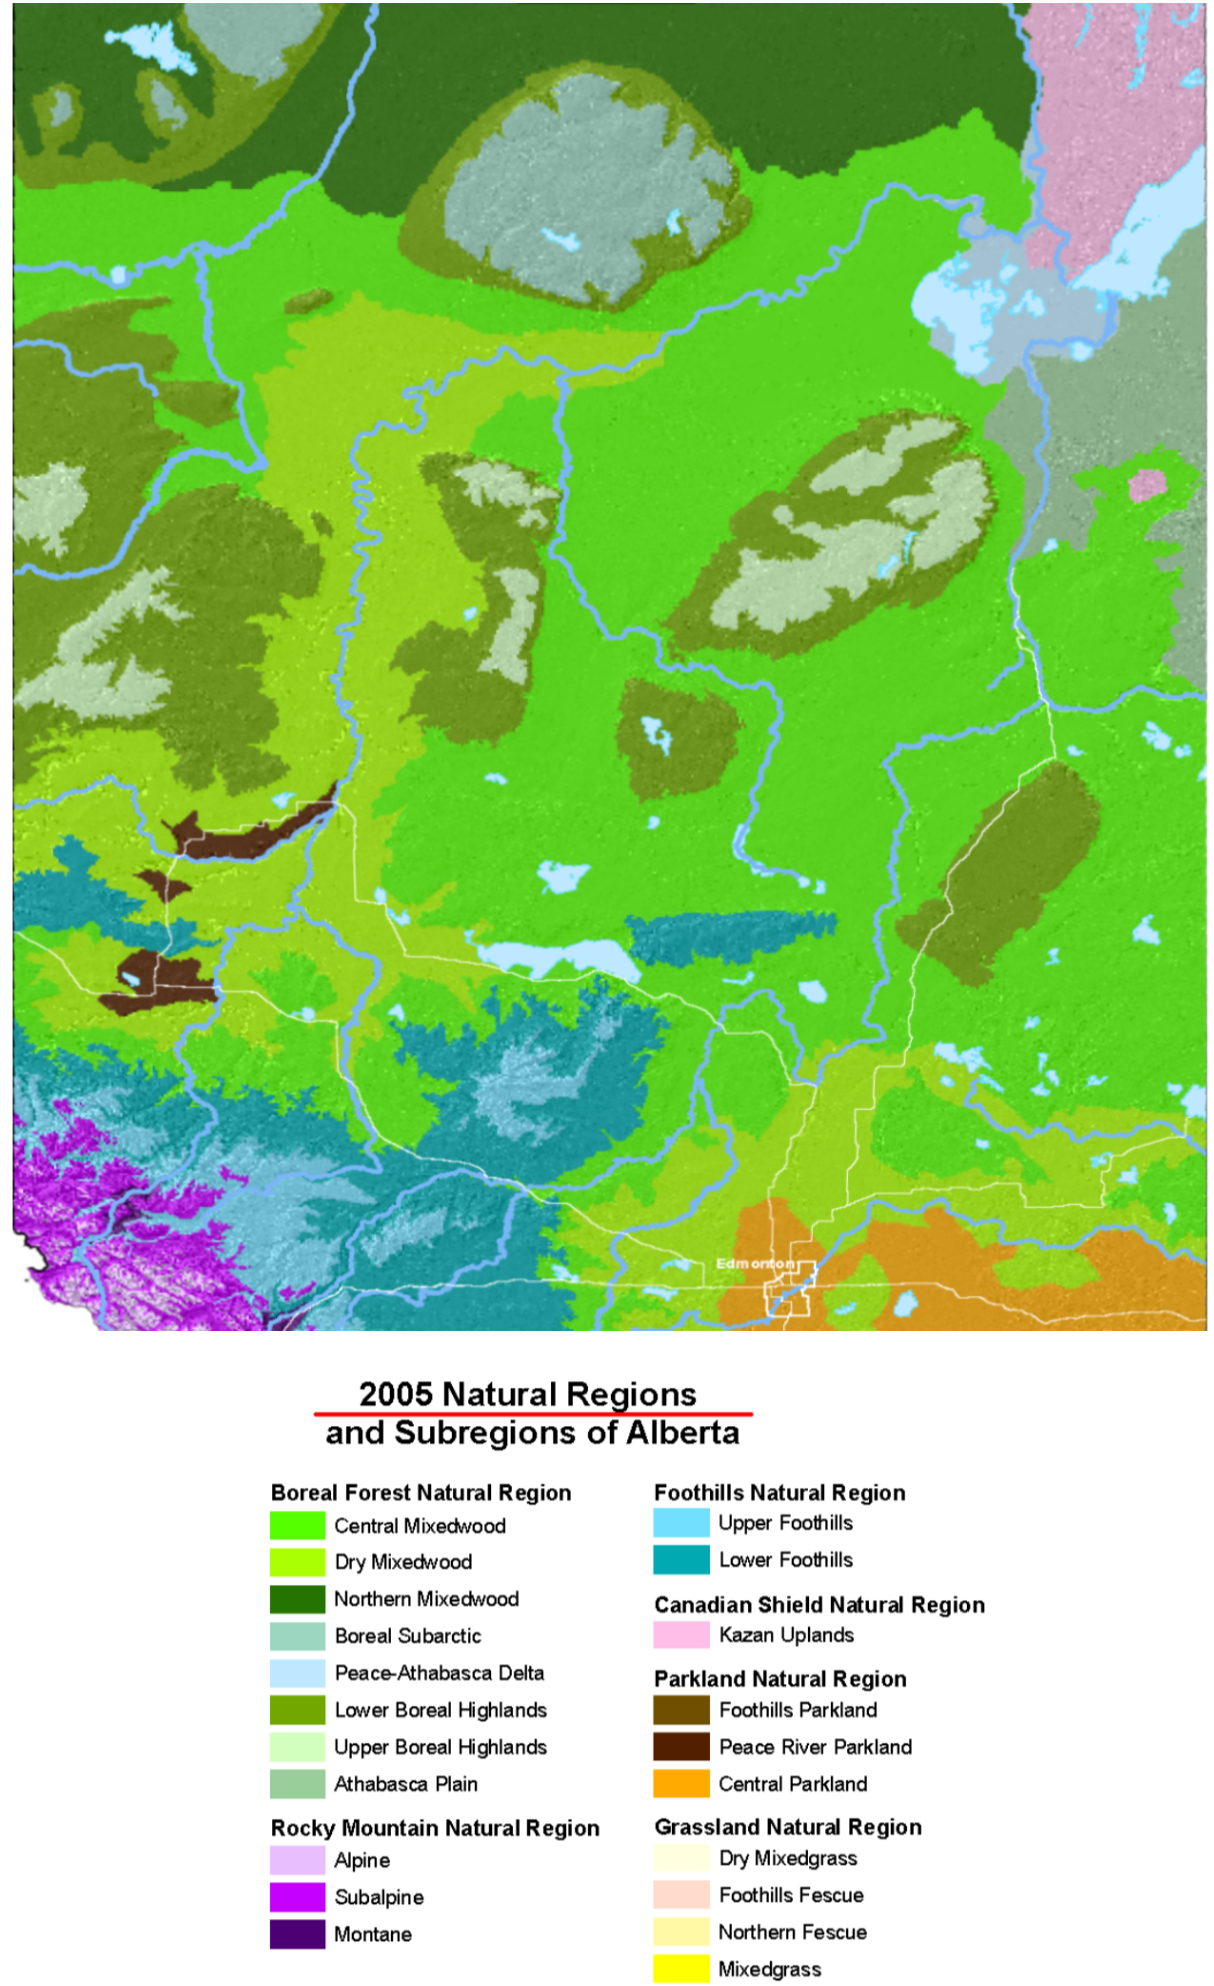 Edmonton
2005 Natural Regions
and Subregions of Alberta
Boreal Forest Natural Region
Central Mixedwood
Dry Mixedwood
Northern Mixedwood
Boreal Subarctic
Peace-Athabasca Delta
Lower Boreal Highlands
Upper Boreal Highlands
Athabasca Plain
Rocky Mountain Natural Region
Alpine
Subalpine
Montane
Foothills Natural Region
Upper Foothills
Lower Foothills
Canadian Shield Natural Region
Kazan Uplands
Parkland Natural Region
Foothills Parkland
Peace River Parkland
Central Parkland
Grassland Natural Region
Dry Mixedgrass
Foothills Fescue
Northern Fescue
Mixedgrass